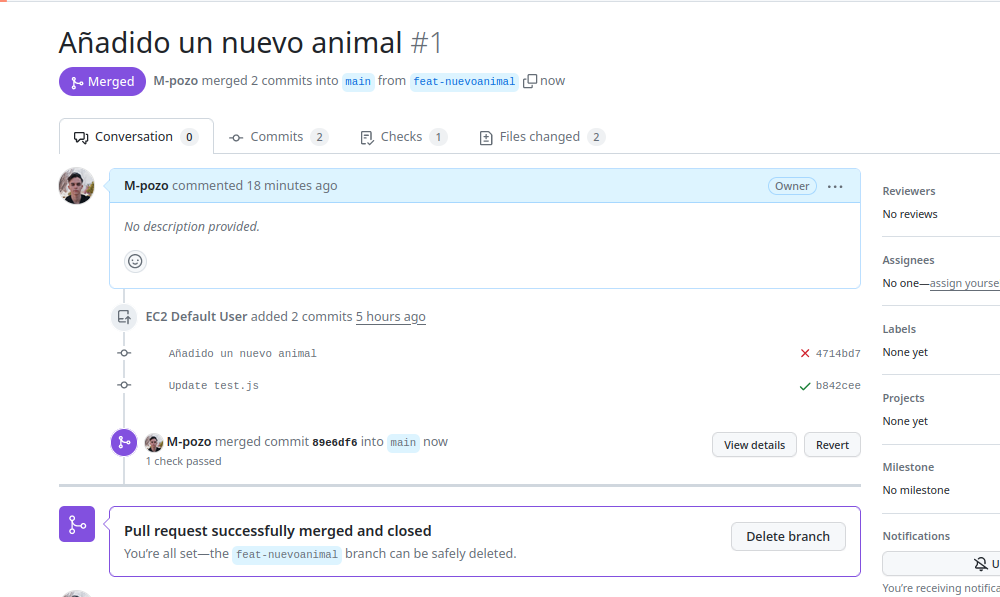 Añadido un nuevo animal #1
Merged M-pozo merged 2 commits into main from feat-nuevoanimal now
Conversation 0 Commits 2 Checks 1 Files changed 2
M-pozo commented 18 minutes ago Owner ...
No description provided.
EC2 Default User added 2 commits 5 hours ago
Añadido un nuevo animal 4714bd7
Update test.js b842cee
M-pozo merged commit 89e6df6 into main now View details Revert
1 check passed
Pull request successfully merged and closed Delete branch
You're all set—the feat-nuevoanimal branch can be safely deleted.
Reviewers
No reviews
Assignees
No one—assign yourse
Labels
None yet
Projects
None yet
Milestone
No milestone
Notifications
U
You're receiving notifica